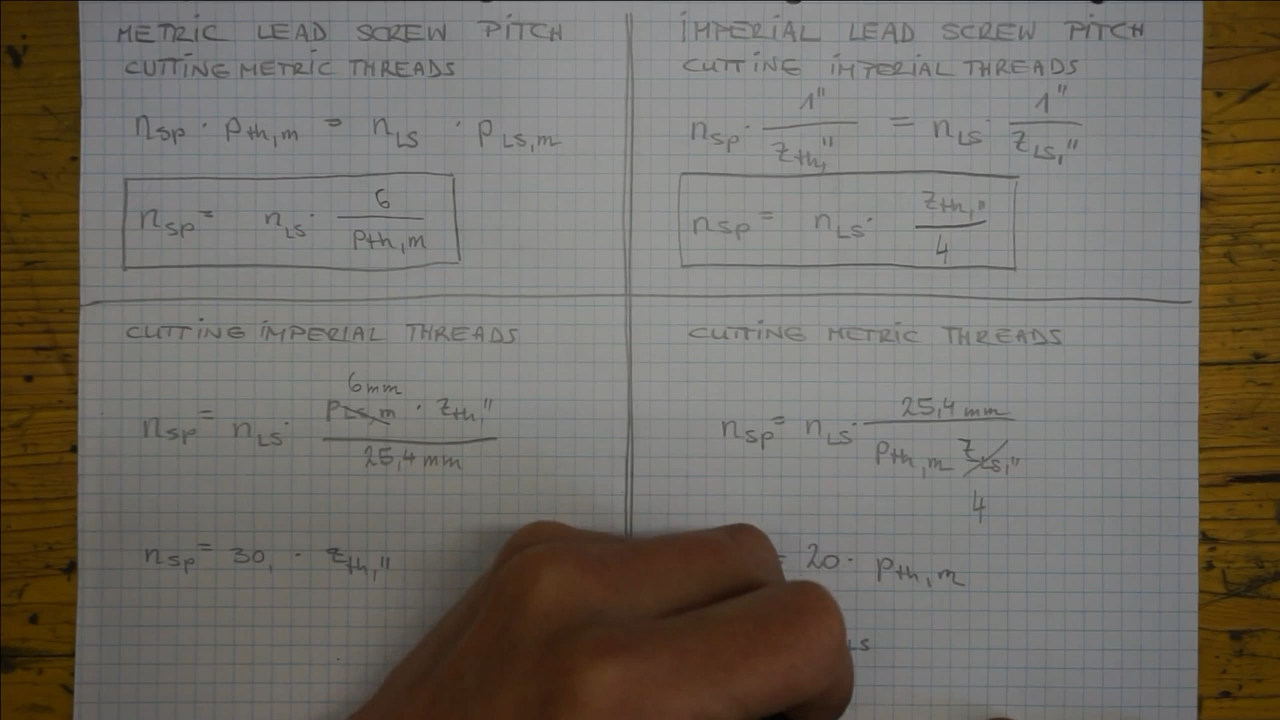 METRIC LEAD SCREW PITCH
CUTTING METRIC THREADS
n_SP · P_th,m = n_LS · P_LS,m
n_SP = n_LS · 6 / P_th,m
CUTTING IMPERIAL THREADS
6mm
n_SP = n_LS · P_LS,m · z_th," / 25,4 mm
n_SP = 30, · z_th,"
IMPERIAL LEAD SCREW PITCH
CUTTING IMPERIAL THREADS
n_SP · 1" / z_th," = n_LS · 1" / z_LS,"
n_SP = n_LS · z_th," / 4
CUTTING METRIC THREADS
n_SP = n_LS · 25,4 mm / P_th,m z_LS,"
4
= 20 · P_th,m
LS